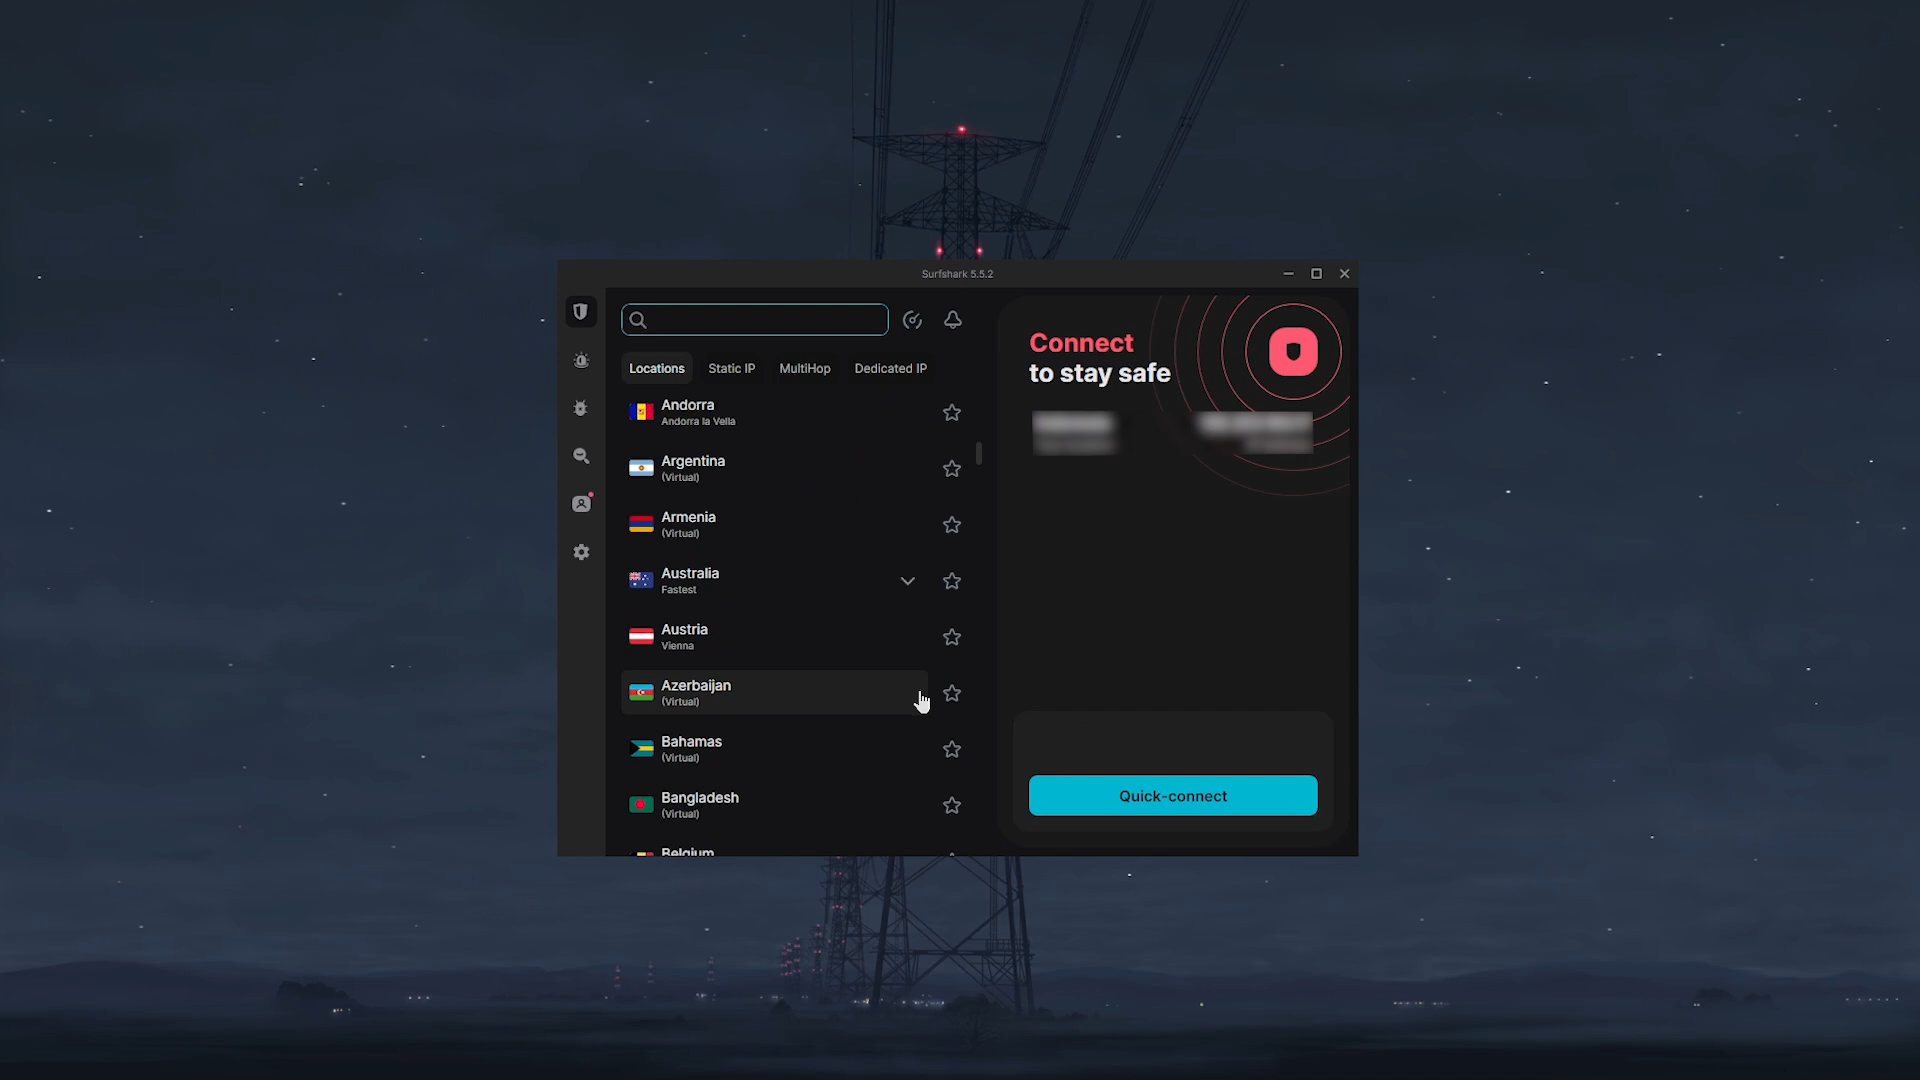 Surfshark 5.5.2
Locations
Static IP
MultiHop
Dedicated IP
Andorra
Andorra la Vella
Argentina
(Virtual)
Armenia
(Virtual)
Australia
Fastest
Austria
Vienna
Azerbaijan
(Virtual)
Bahamas
(Virtual)
Bangladesh
(Virtual)
Belgium
Connect
to stay safe
Quick-connect